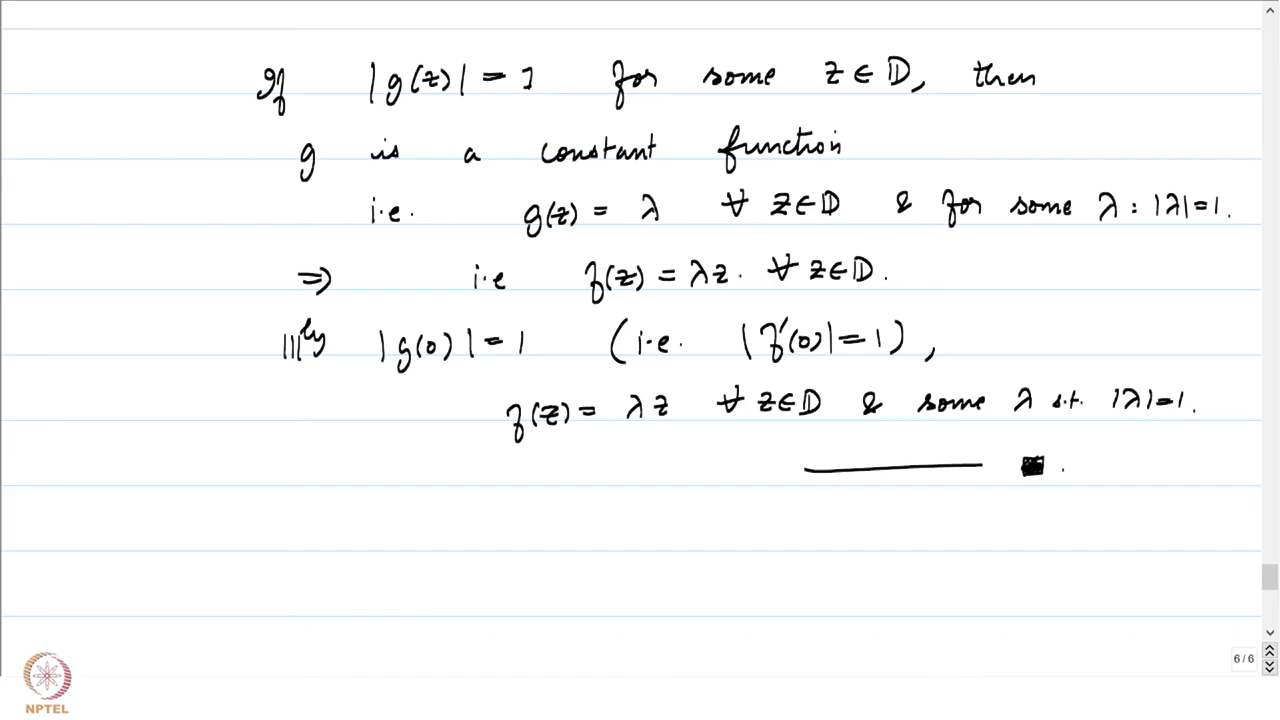 If |g(z)| = 1 for some z ∈ 𝔻, then
g is a constant function
i.e. g(z) = λ ∀ z ∈ 𝔻 & for some λ : |λ| = 1.
⇒ i.e f(z) = λz. ∀ z ∈ 𝔻.
|||ly |g(0)| = 1 (i.e. |f'(0)| = 1),
f(z) = λz ∀ z ∈ 𝔻 & some λ s.t. |λ| = 1.
6 / 6
NPTEL